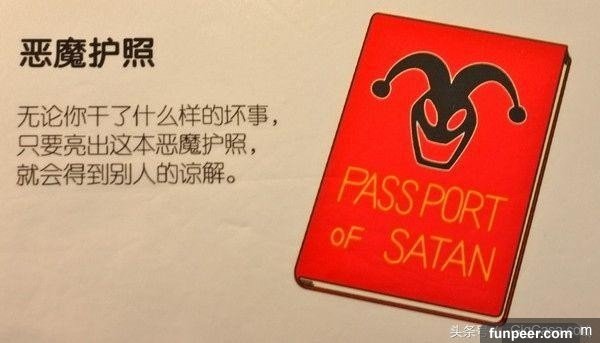 恶魔护照
无论你干了什么样的坏事，
只要亮出这本恶魔护照，
就会得到别人的谅解。
PASSPORT
OF SATAN
funpeer.com